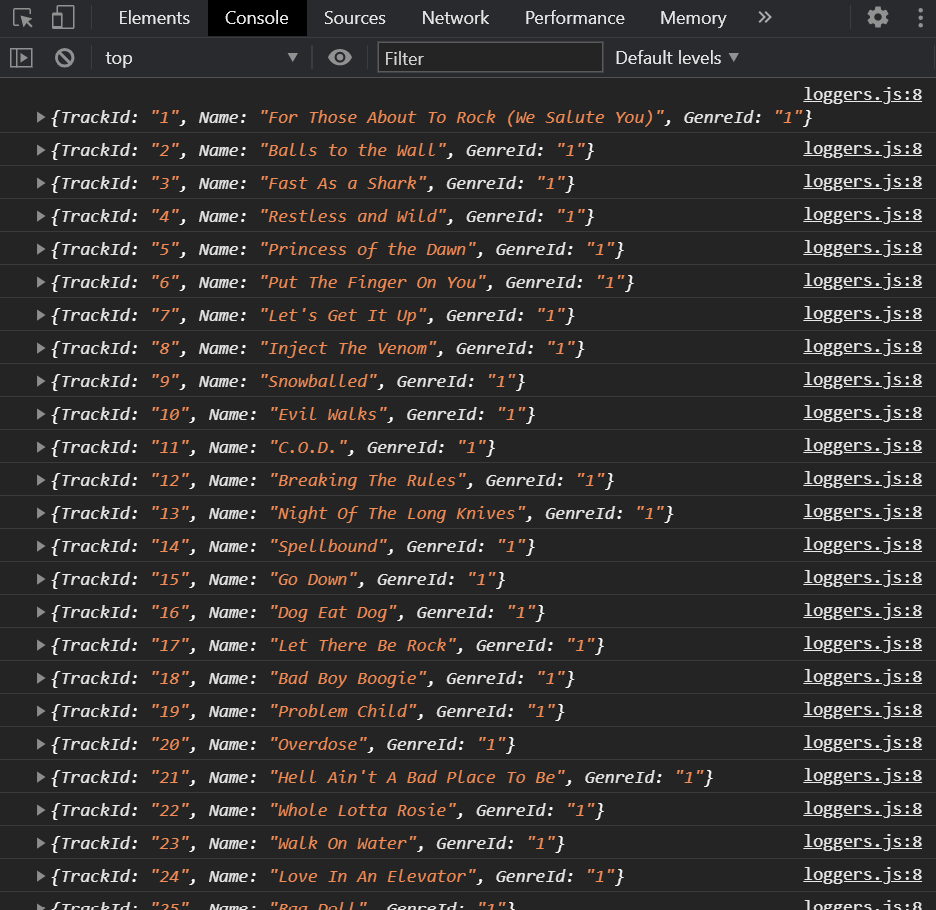 Elements Console Sources Network Performance Memory »
top ▼ Filter Default levels ▼
loggers.js:8
▶{TrackId: "1", Name: "For Those About To Rock (We Salute You)", GenreId: "1"}
▶{TrackId: "2", Name: "Balls to the Wall", GenreId: "1"} loggers.js:8
▶{TrackId: "3", Name: "Fast As a Shark", GenreId: "1"} loggers.js:8
▶{TrackId: "4", Name: "Restless and Wild", GenreId: "1"} loggers.js:8
▶{TrackId: "5", Name: "Princess of the Dawn", GenreId: "1"} loggers.js:8
▶{TrackId: "6", Name: "Put The Finger On You", GenreId: "1"} loggers.js:8
▶{TrackId: "7", Name: "Let's Get It Up", GenreId: "1"} loggers.js:8
▶{TrackId: "8", Name: "Inject The Venom", GenreId: "1"} loggers.js:8
▶{TrackId: "9", Name: "Snowballed", GenreId: "1"} loggers.js:8
▶{TrackId: "10", Name: "Evil Walks", GenreId: "1"} loggers.js:8
▶{TrackId: "11", Name: "C.O.D.", GenreId: "1"} loggers.js:8
▶{TrackId: "12", Name: "Breaking The Rules", GenreId: "1"} loggers.js:8
▶{TrackId: "13", Name: "Night Of The Long Knives", GenreId: "1"} loggers.js:8
▶{TrackId: "14", Name: "Spellbound", GenreId: "1"} loggers.js:8
▶{TrackId: "15", Name: "Go Down", GenreId: "1"} loggers.js:8
▶{TrackId: "16", Name: "Dog Eat Dog", GenreId: "1"} loggers.js:8
▶{TrackId: "17", Name: "Let There Be Rock", GenreId: "1"} loggers.js:8
▶{TrackId: "18", Name: "Bad Boy Boogie", GenreId: "1"} loggers.js:8
▶{TrackId: "19", Name: "Problem Child", GenreId: "1"} loggers.js:8
▶{TrackId: "20", Name: "Overdose", GenreId: "1"} loggers.js:8
▶{TrackId: "21", Name: "Hell Ain't A Bad Place To Be", GenreId: "1"} loggers.js:8
▶{TrackId: "22", Name: "Whole Lotta Rosie", GenreId: "1"} loggers.js:8
▶{TrackId: "23", Name: "Walk On Water", GenreId: "1"} loggers.js:8
▶{TrackId: "24", Name: "Love In An Elevator", GenreId: "1"} loggers.js:8
▶{TrackId: "25", Name: "Rag Doll", GenreId: "1"} loggers.js:8